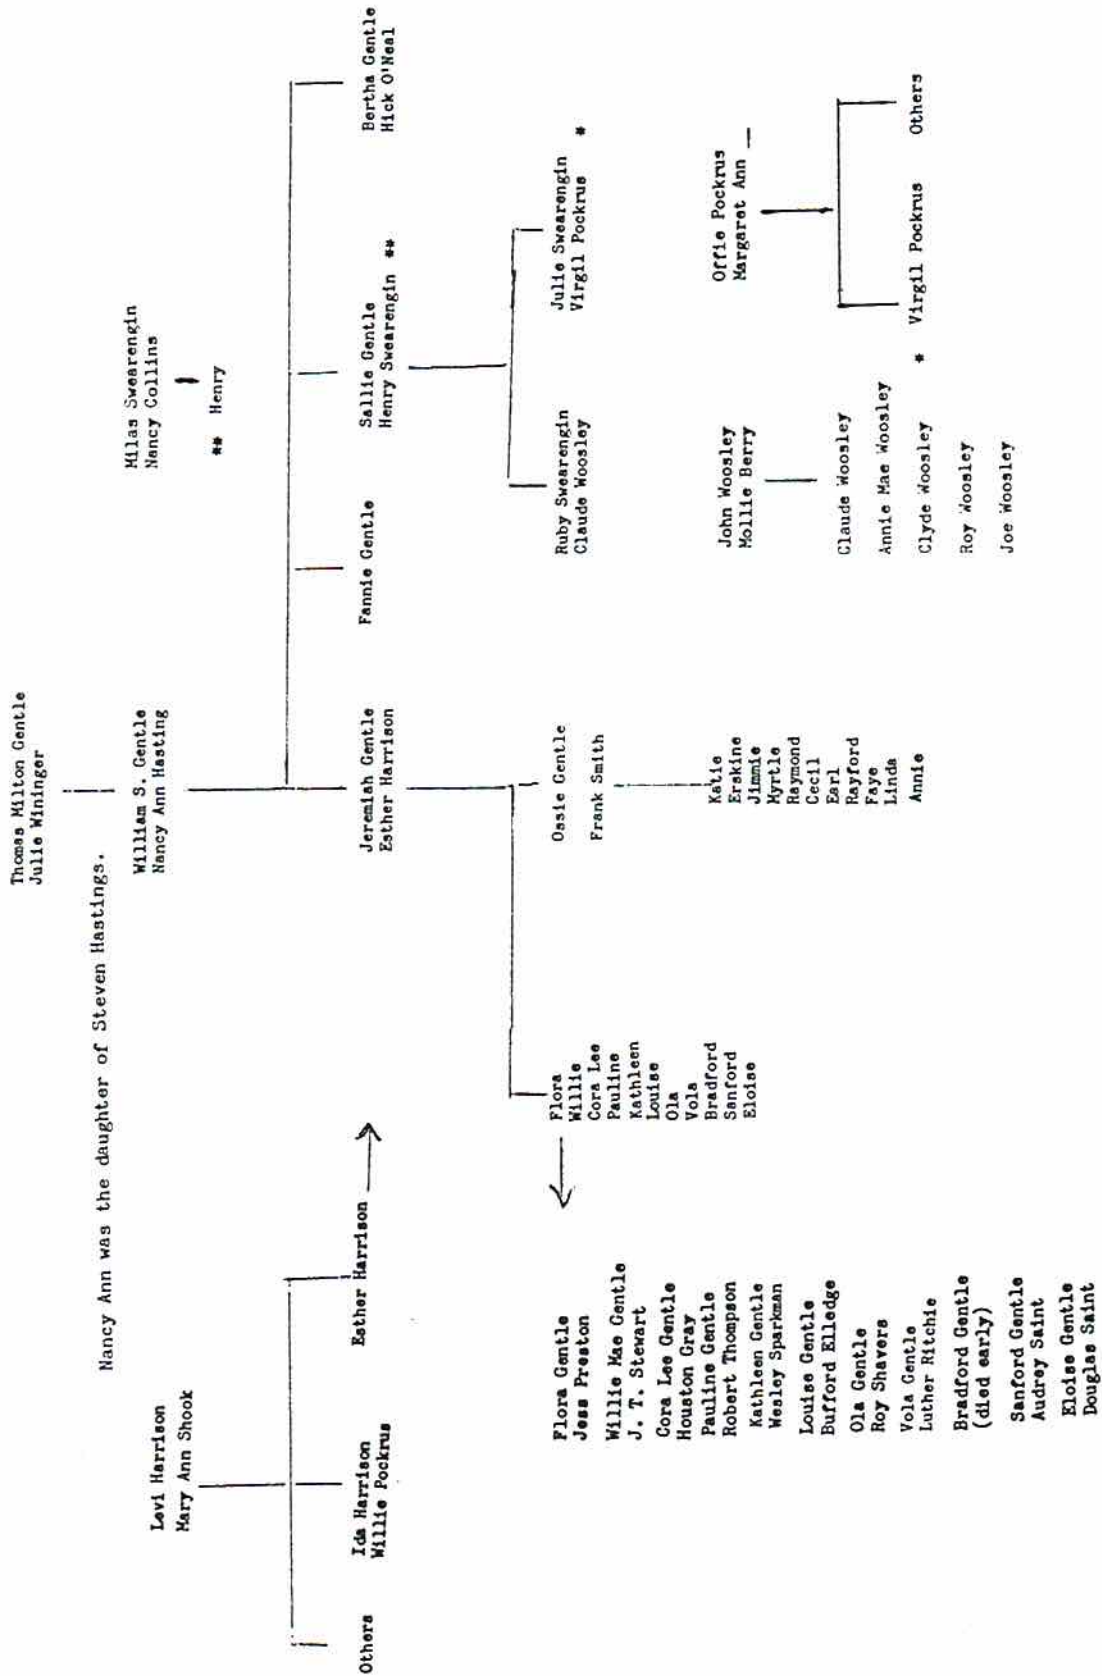 Thomas Milton Gentle
Julie Wininger
Nancy Ann was the daughter of Steven Hastings.
William S. Gentle
Nancy Ann Hasting
Milas Swearengin
Nancy Collins
** Henry
Levi Harrison
Mary Ann Shook
Others
Ida Harrison
Willie Pockrus
Esther Harrison
Jeremiah Gentle
Esther Harrison
Fannie Gentle
Sallie Gentle
Henry Swearengin **
Bertha Gentle
Hick O'Neal
Flora
Willie
Cora Lee
Pauline
Kathleen
Louise
Ola
Vola
Bradford
Sanford
Eloise
Ossie Gentle
Frank Smith
Katie
Erskine
Jimmie
Myrtle
Raymond
Cecil
Earl
Rayford
Faye
Linda
Annie
Ruby Swearengin
Claude Woosley
Julie Swearengin
Virgil Pockrus *
John Woosley
Mollie Berry
Claude Woosley
Annie Mae Woosley
Clyde Woosley
Roy Woosley
Joe Woosley
Offie Pockrus
Margaret Ann —
* Virgil Pockrus
Others
Flora Gentle
Jess Preston
Willie Mae Gentle
J. T. Stewart
Cora Lee Gentle
Houston Gray
Pauline Gentle
Robert Thompson
Kathleen Gentle
Wesley Sparkman
Louise Gentle
Bufford Elledge
Ola Gentle
Roy Shavers
Vola Gentle
Luther Ritchie
Bradford Gentle
(died early)
Sanford Gentle
Audrey Saint
Eloise Gentle
Douglas Saint